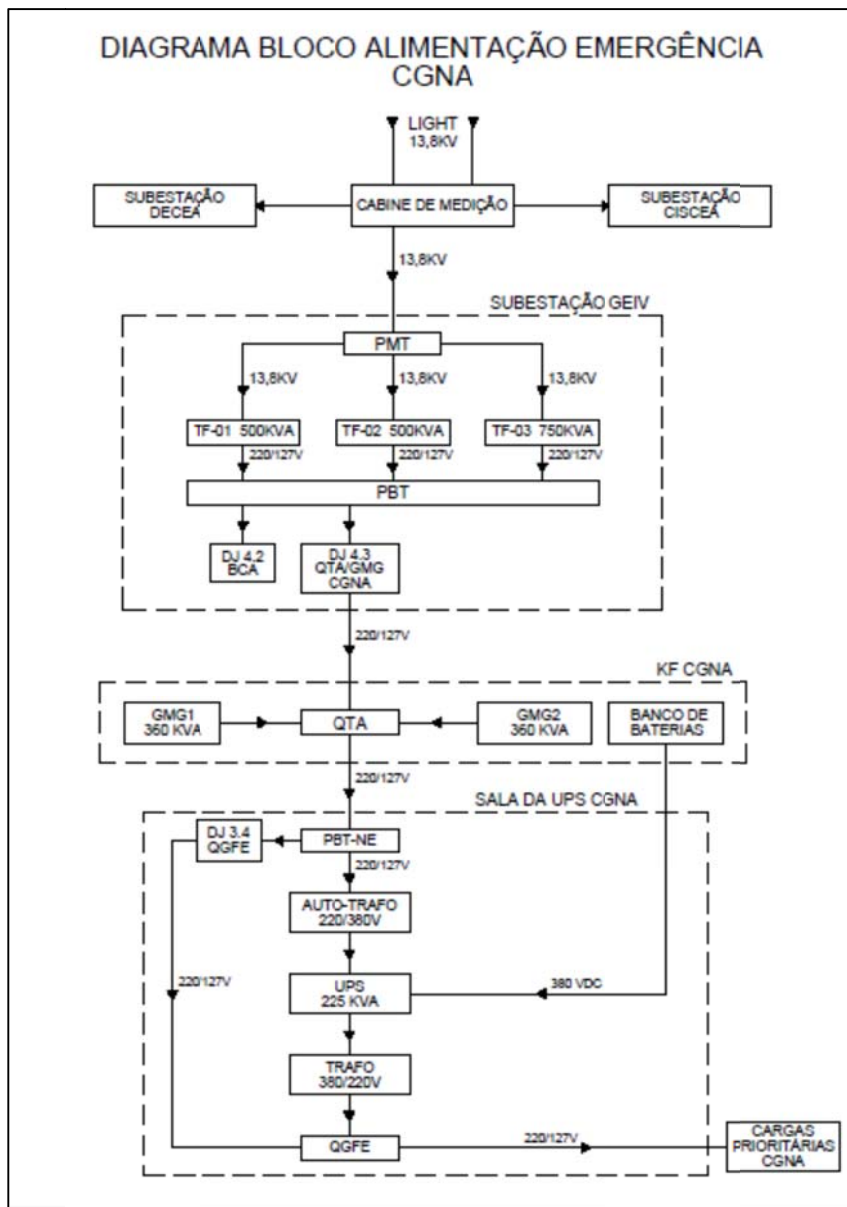 DIAGRAMA BLOCO ALIMENTAÇÃO EMERGÊNCIA
CGNA
LIGHT
13,8KV
SUBESTAÇÃO
DECEA
CABINE DE MEDIÇÃO
SUBESTAÇÃO
CISCEA
13,8KV
SUBESTAÇÃO GEIV
PMT
13,8KV
13,8KV
13,8KV
TF-01 500KVA
TF-02 500KVA
TF-03 750KVA
220/127V
220/127V
220/127V
PBT
DJ 4.2
BCA
DJ 4.3
QTA/GMG
CGNA
220/127V
KF CGNA
GMG1
360 KVA
QTA
GMG2
360 KVA
BANCO DE
BATERIAS
220/127V
SALA DA UPS CGNA
DJ 3.4
QGFE
PBT-NE
220/127V
AUTO-TRAFO
220/380V
220/127V
UPS
225 KVA
380 VDC
TRAFO
380/220V
QGFE
220/127V
CARGAS
PRIORITÁRIAS
CGNA